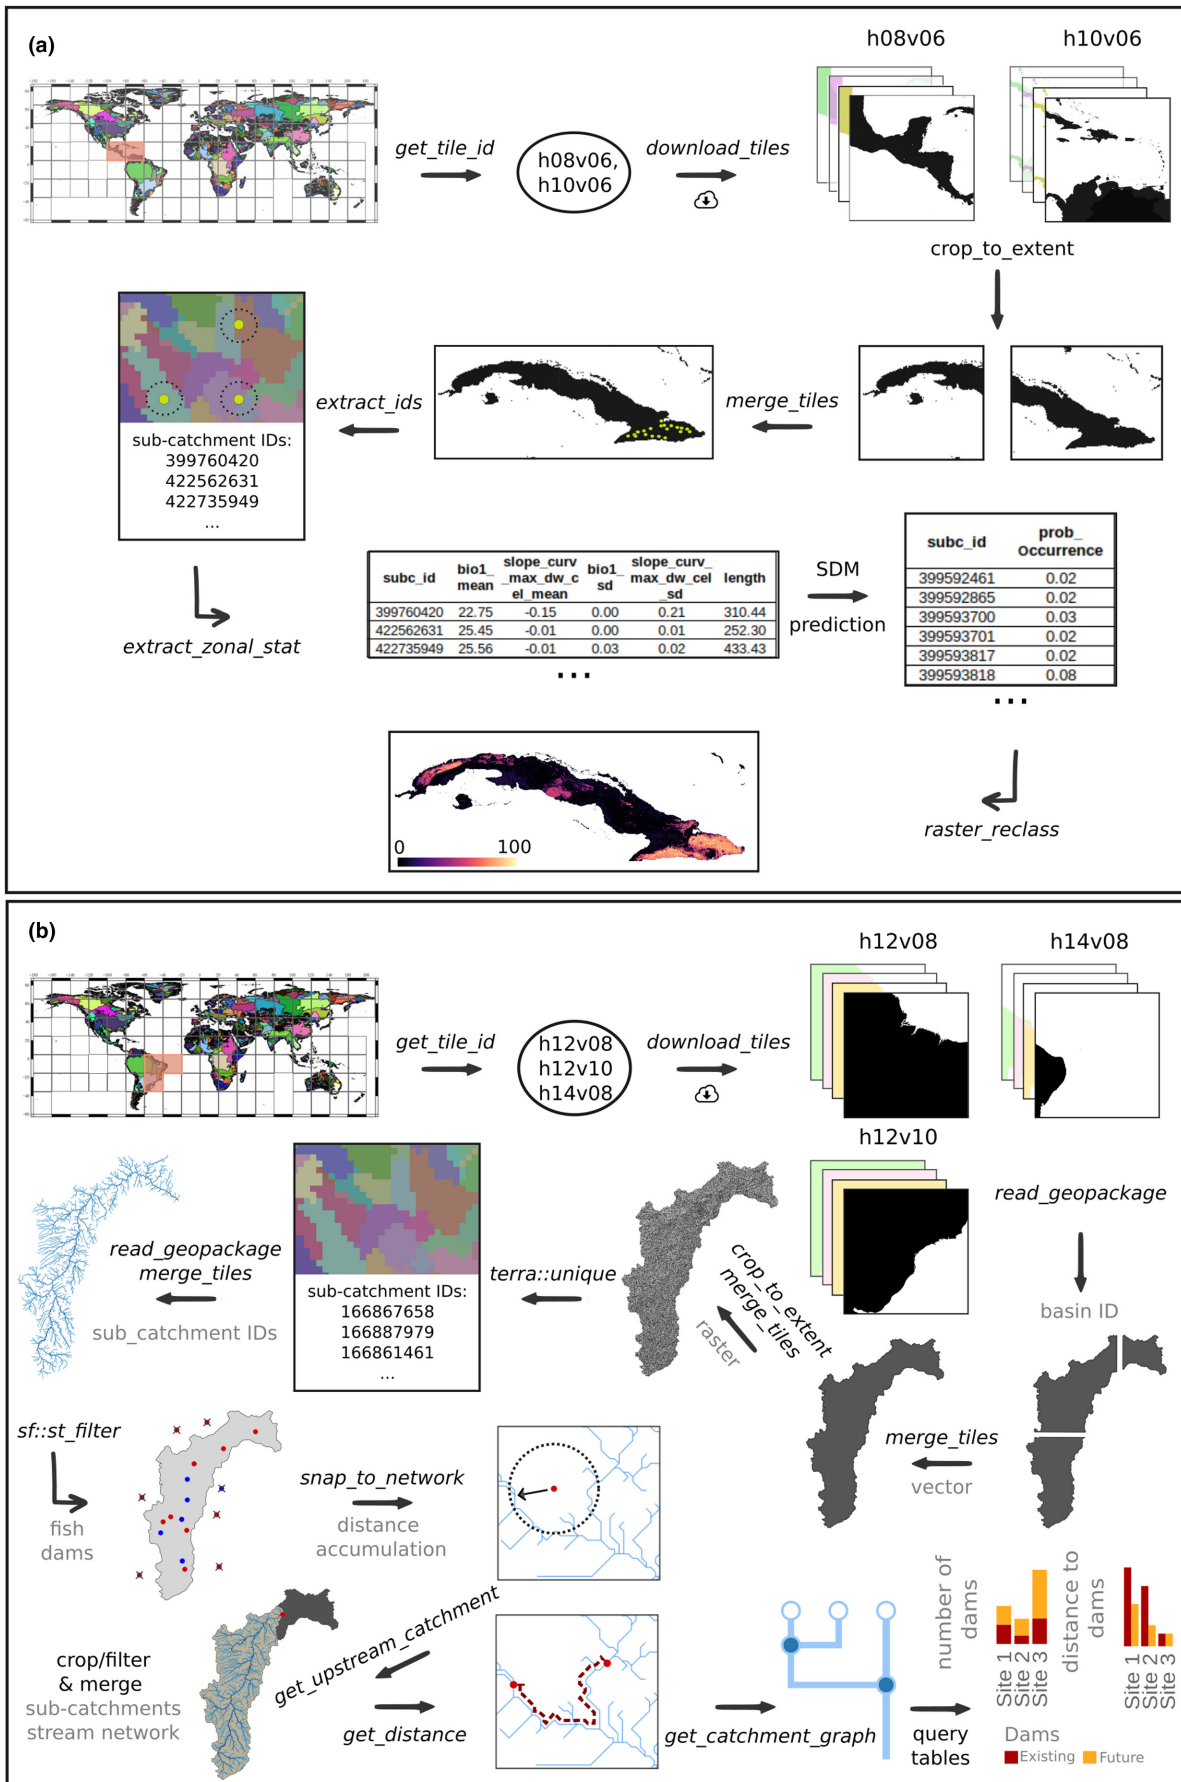 (a)
h08v06
h10v06
get_tile_id
h08v06,
h10v06
download_tiles
crop_to_extent
merge_tiles
extract_ids
sub-catchment IDs:
399760420
422562631
422735949
...
extract_zonal_stat
subc_id bio1_mean slope_curv_max_dw_cel_mean bio1_sd slope_curv_max_dw_cel_sd length
399760420 22.75 -0.15 0.00 0.21 310.44
422562631 25.45 -0.01 0.00 0.01 252.30
422735949 25.56 -0.01 0.03 0.02 433.43
...
SDM
prediction
subc_id prob_Occurrence
399592461 0.02
399592865 0.02
399593700 0.03
399593701 0.02
399593817 0.02
399593818 0.08
...
raster_reclass
0 100
(b)
h12v08
h14v08
get_tile_id
h12v08
h12v10
h14v08
download_tiles
h12v10
read_geopackage
basin ID
merge_tiles
vector
crop_to_extent
merge_tiles
raster
terra::unique
sub-catchment IDs:
166867658
166887979
166861461
...
read_geopackage
merge_tiles
sub_catchment IDs
sf::st_filter
fish
dams
snap_to_network
distance
accumulation
get_upstream_catchment
crop/filter
& merge
sub-catchments
stream network
get_distance
get_catchment_graph
query
tables
number of
dams
Site 1
Site 2
Site 3
distance to
dams
Site 1
Site 2
Site 3
Dams
Existing
Future